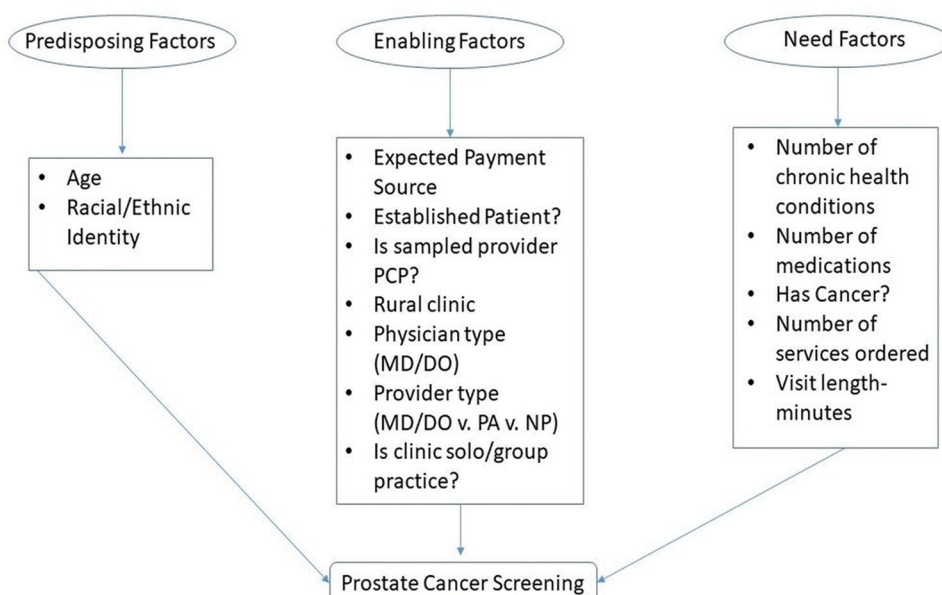 Predisposing Factors
Enabling Factors
Need Factors
• Age
• Racial/Ethnic
Identity
• Expected Payment
Source
• Established Patient?
• Is sampled provider
PCP?
• Rural clinic
• Physician type
(MD/DO)
• Provider type
(MD/DO v. PA v. NP)
• Is clinic solo/group
practice?
• Number of
chronic health
conditions
• Number of
medications
• Has Cancer?
• Number of
services ordered
• Visit length-
minutes
Prostate Cancer Screening